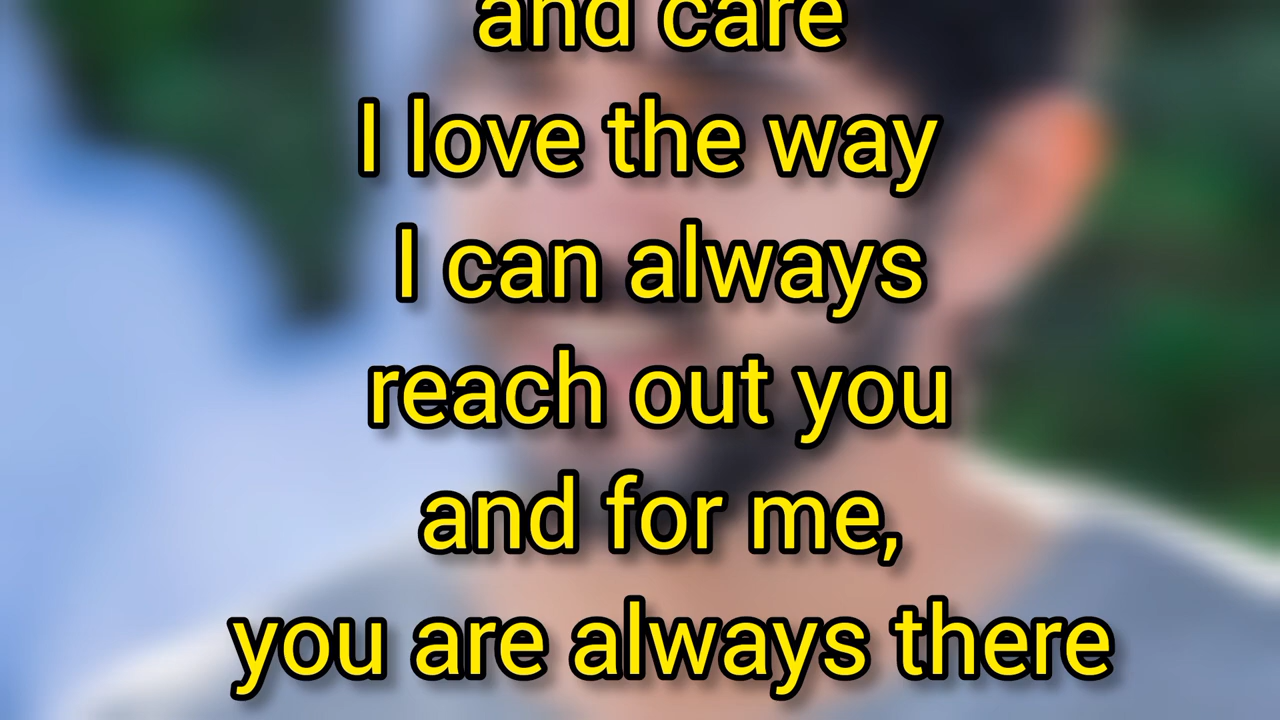 and care
I love the way
I can always
reach out you
and for me,
you are always there